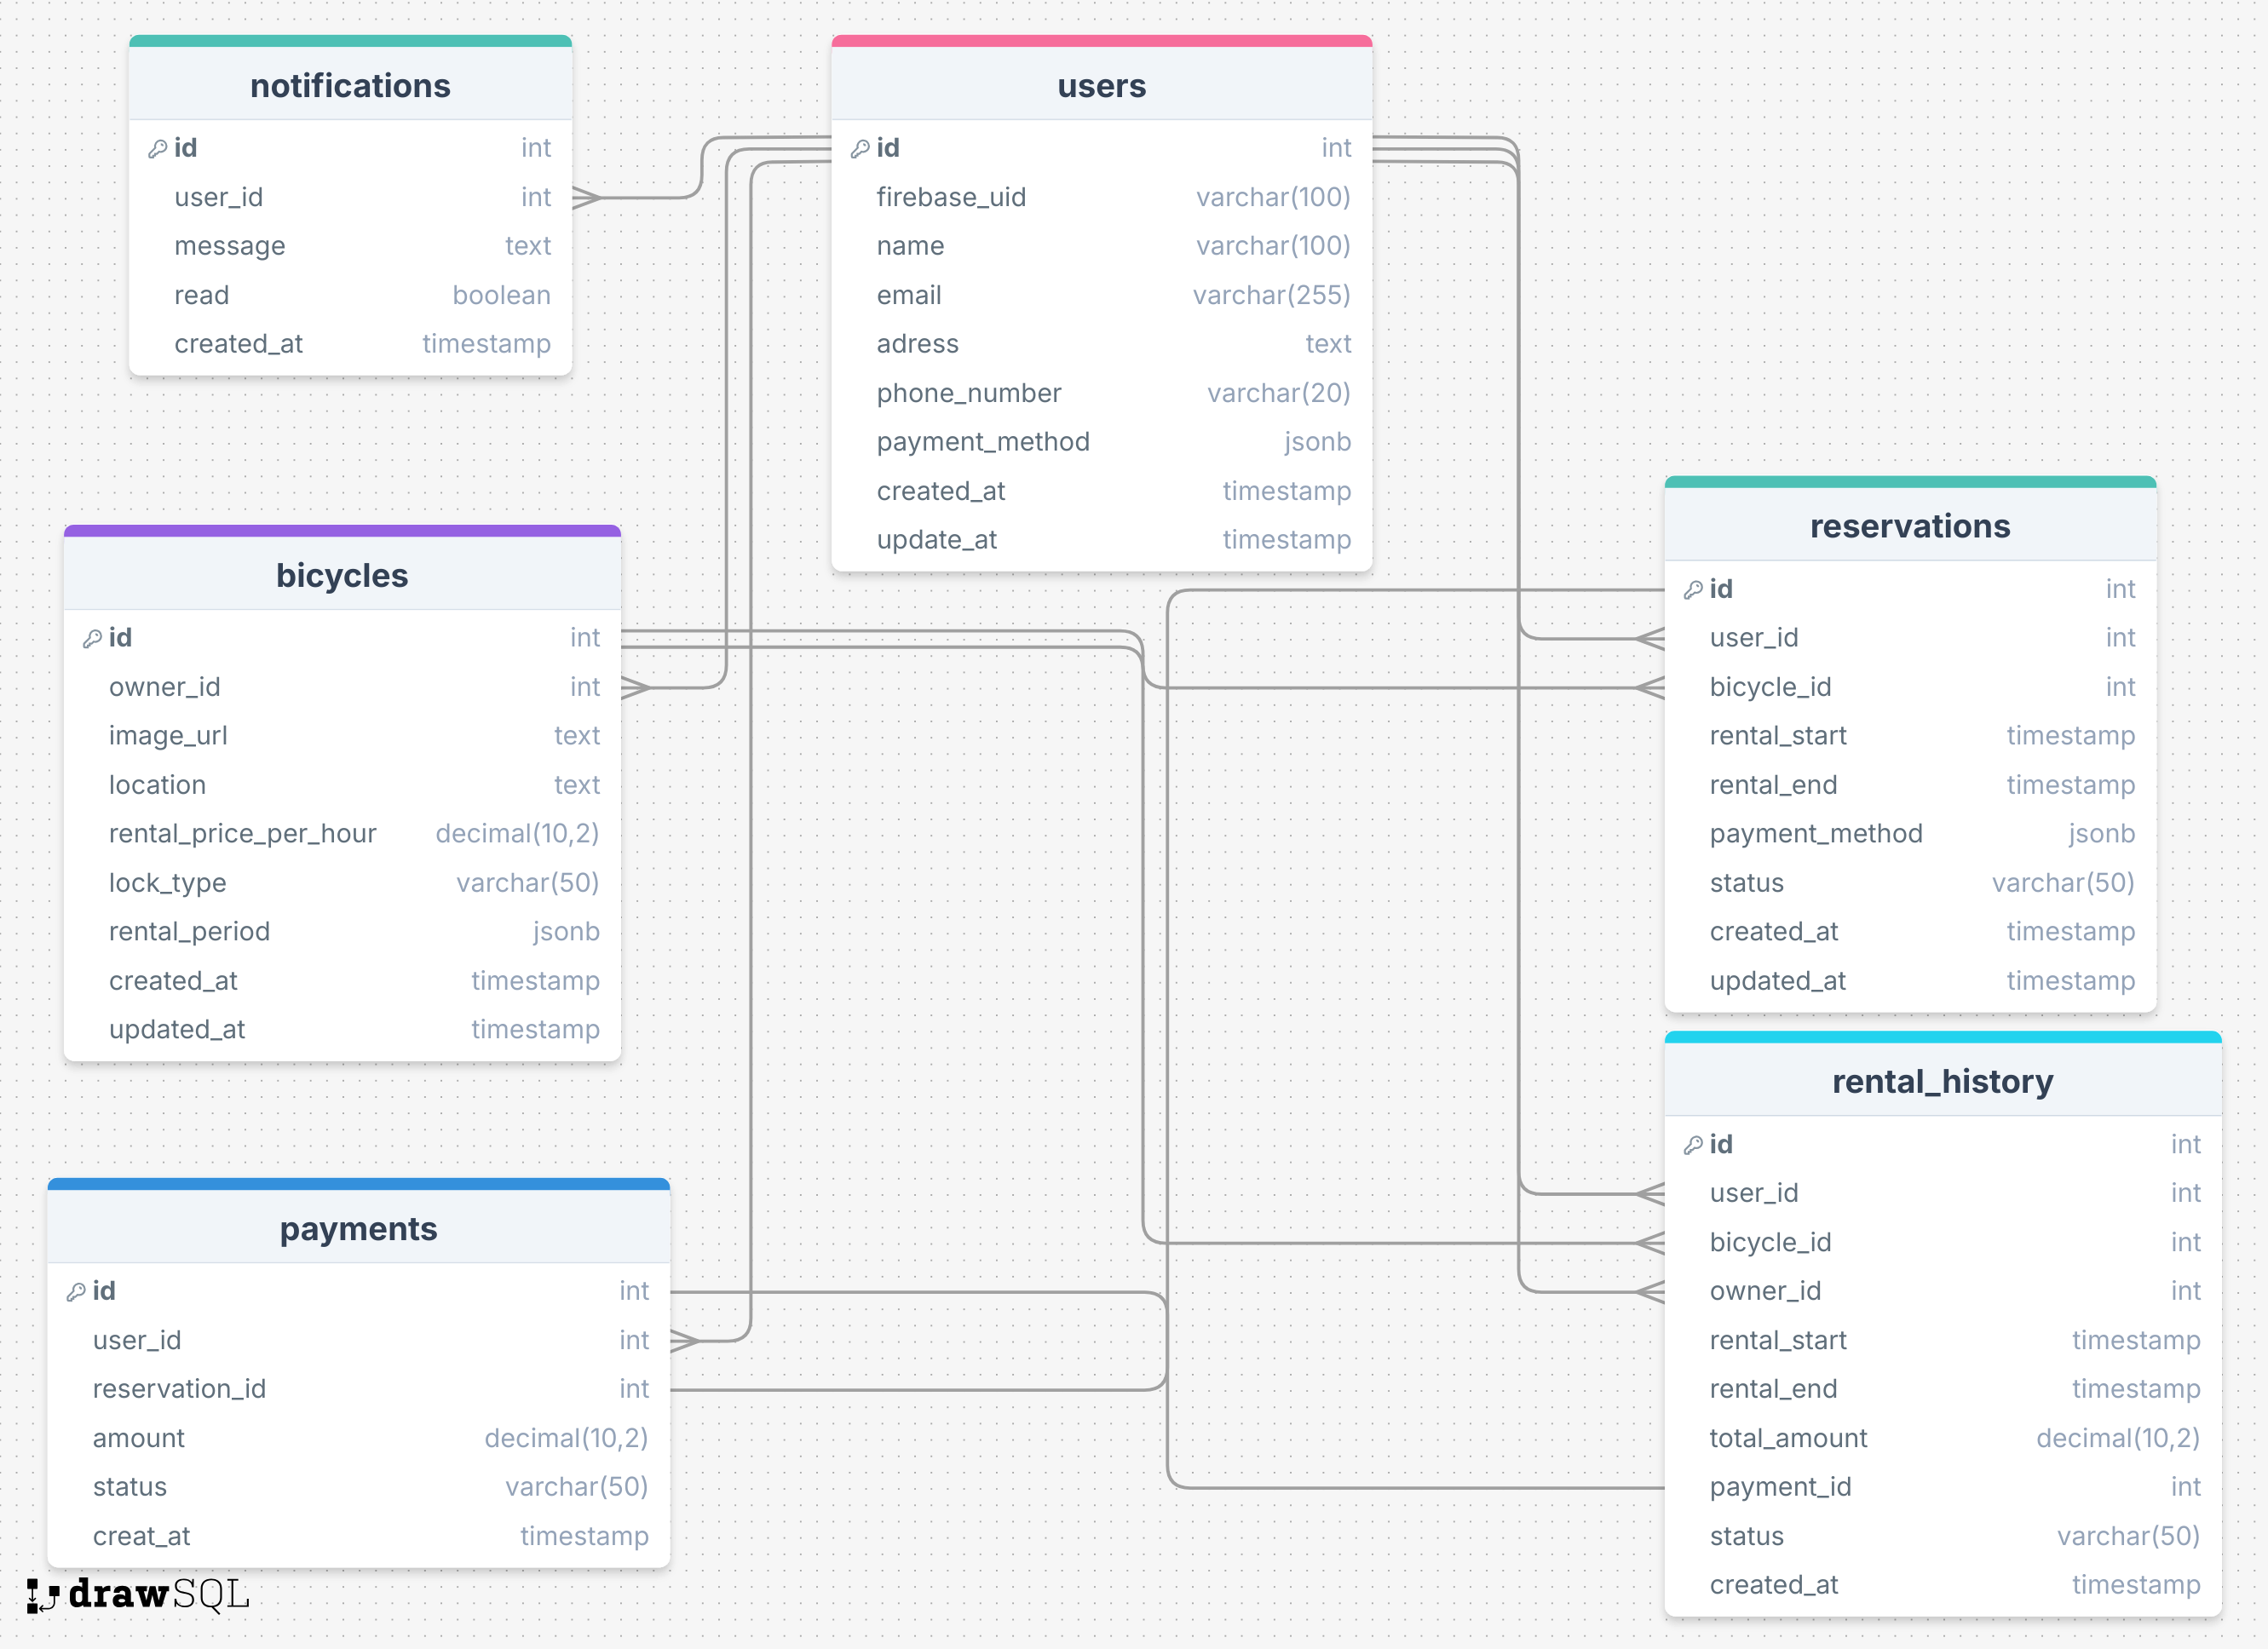 notifications
id int
user_id int
message text
read boolean
created_at timestamp
users
id int
firebase_uid varchar(100)
name varchar(100)
email varchar(255)
adress text
phone_number varchar(20)
payment_method jsonb
created_at timestamp
update_at timestamp
bicycles
id int
owner_id int
image_url text
location text
rental_price_per_hour decimal(10,2)
lock_type varchar(50)
rental_period jsonb
created_at timestamp
updated_at timestamp
reservations
id int
user_id int
bicycle_id int
rental_start timestamp
rental_end timestamp
payment_method jsonb
status varchar(50)
created_at timestamp
updated_at timestamp
payments
id int
user_id int
reservation_id int
amount decimal(10,2)
status varchar(50)
creat_at timestamp
rental_history
id int
user_id int
bicycle_id int
owner_id int
rental_start timestamp
rental_end timestamp
total_amount decimal(10,2)
payment_id int
status varchar(50)
created_at timestamp
drawSQL